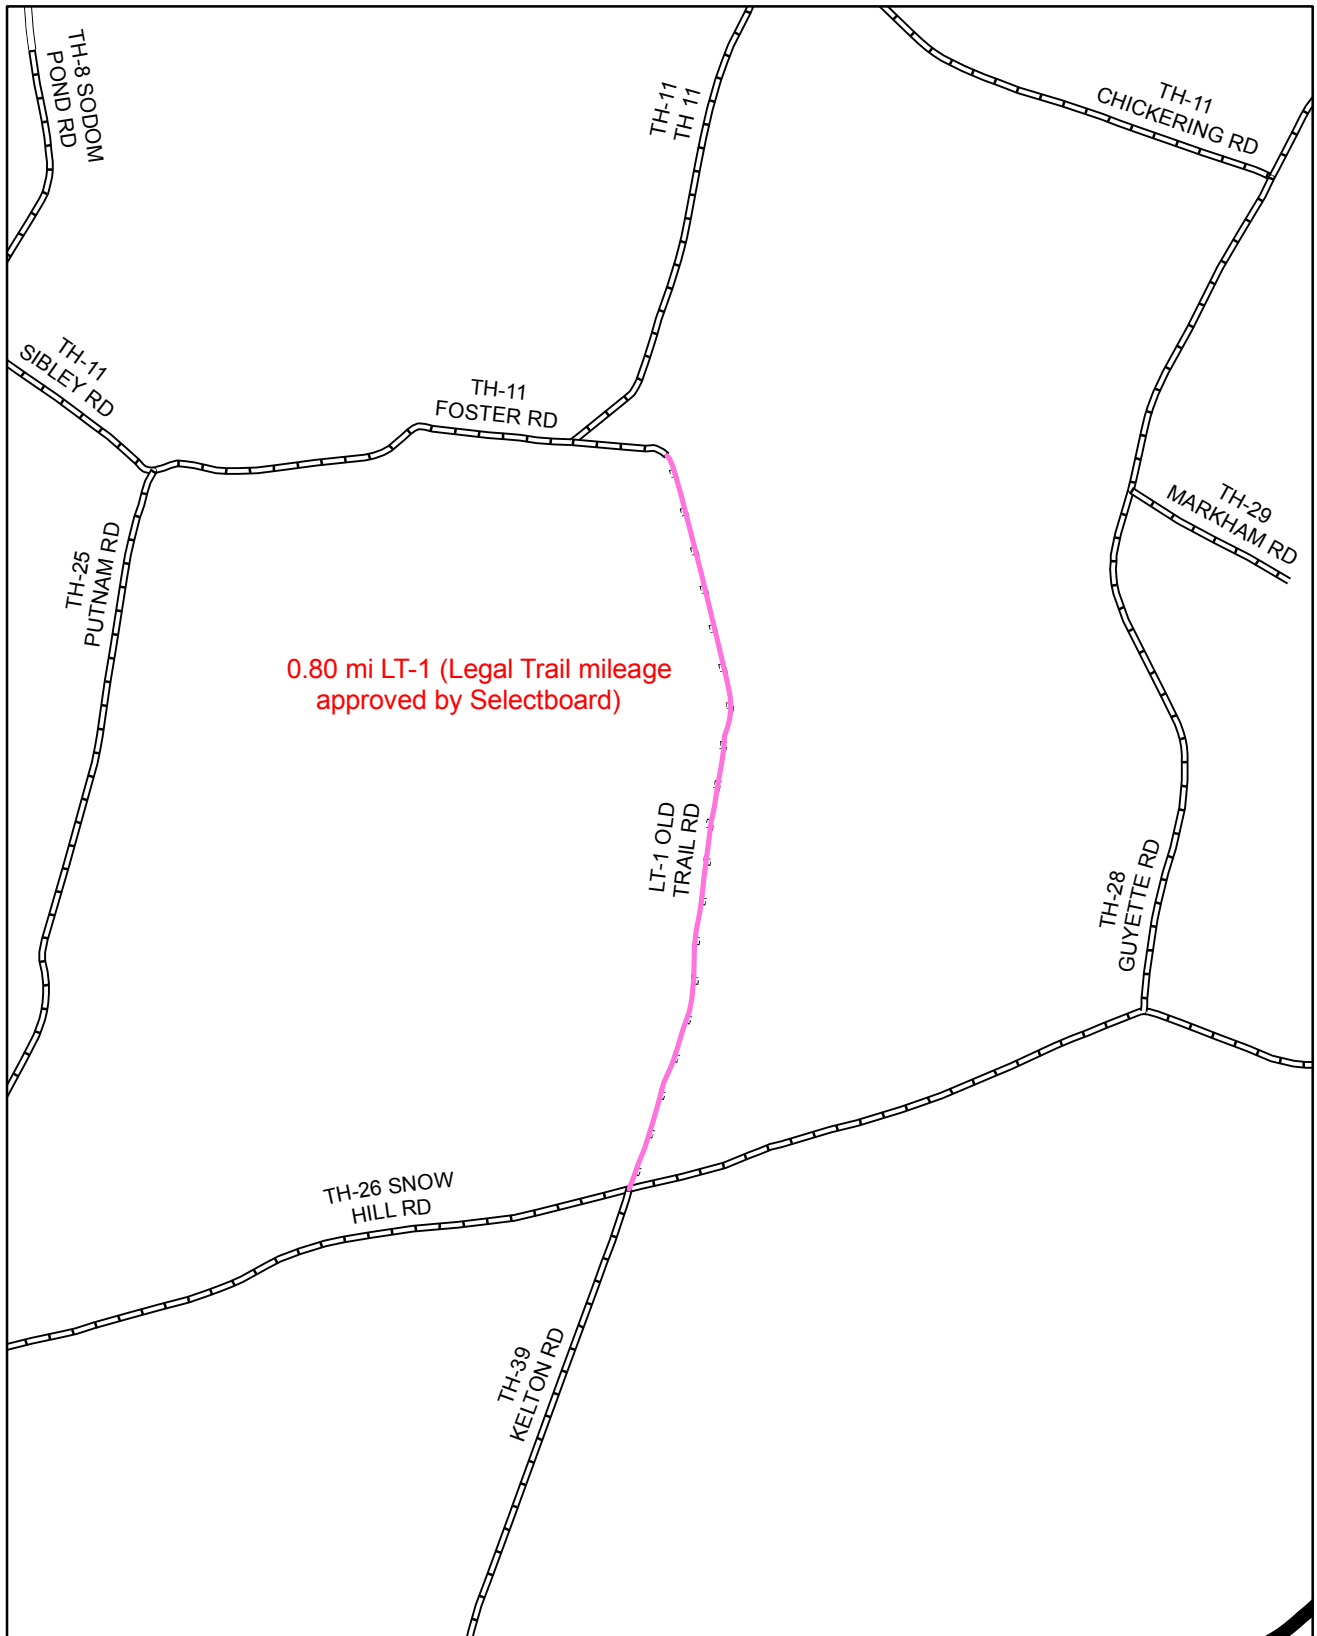 TH-8 SODOM
POND RD
TH-11
TH 11
TH-11
CHICKERING RD
TH-11
SIBLEY RD
TH-11
FOSTER RD
TH-29
MARKHAM RD
TH-25
PUTNAM RD
0.80 mi LT-1 (Legal Trail mileage
approved by Selectboard)
LT-1 OLD
TRAIL RD
TH-28
GUYETTE RD
TH-26 SNOW
HILL RD
TH-39
KELTON RD